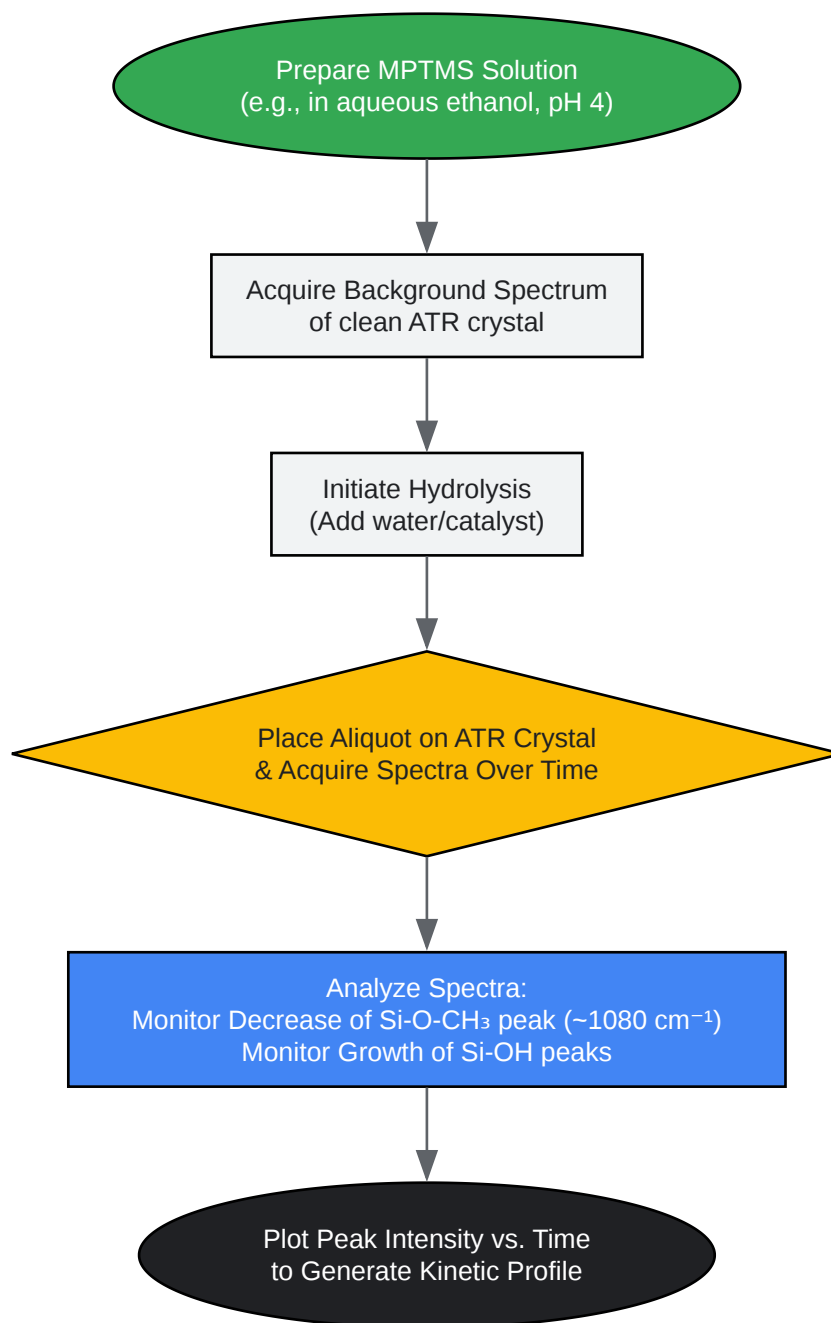 Prepare MPTMS Solution
(e.g., in aqueous ethanol, pH 4)
Acquire Background Spectrum
of clean ATR crystal
Initiate Hydrolysis
(Add water/catalyst)
Place Aliquot on ATR Crystal
& Acquire Spectra Over Time
Analyze Spectra:
Monitor Decrease of Si-O-CH₃ peak (~1080 cm⁻¹)
Monitor Growth of Si-OH peaks
Plot Peak Intensity vs. Time
to Generate Kinetic Profile